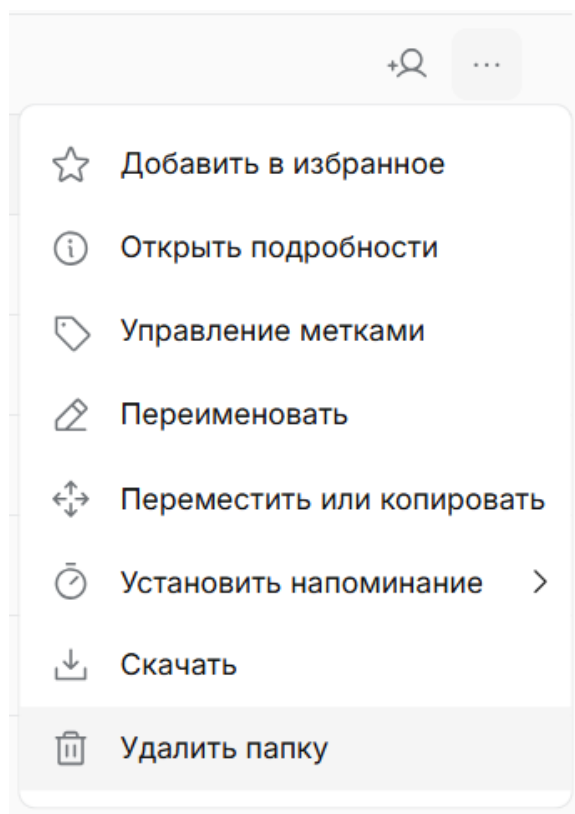 Добавить в избранное
Открыть подробности
Управление метками
Переименовать
Переместить или копировать
Установить напоминание
Скачать
Удалить папку